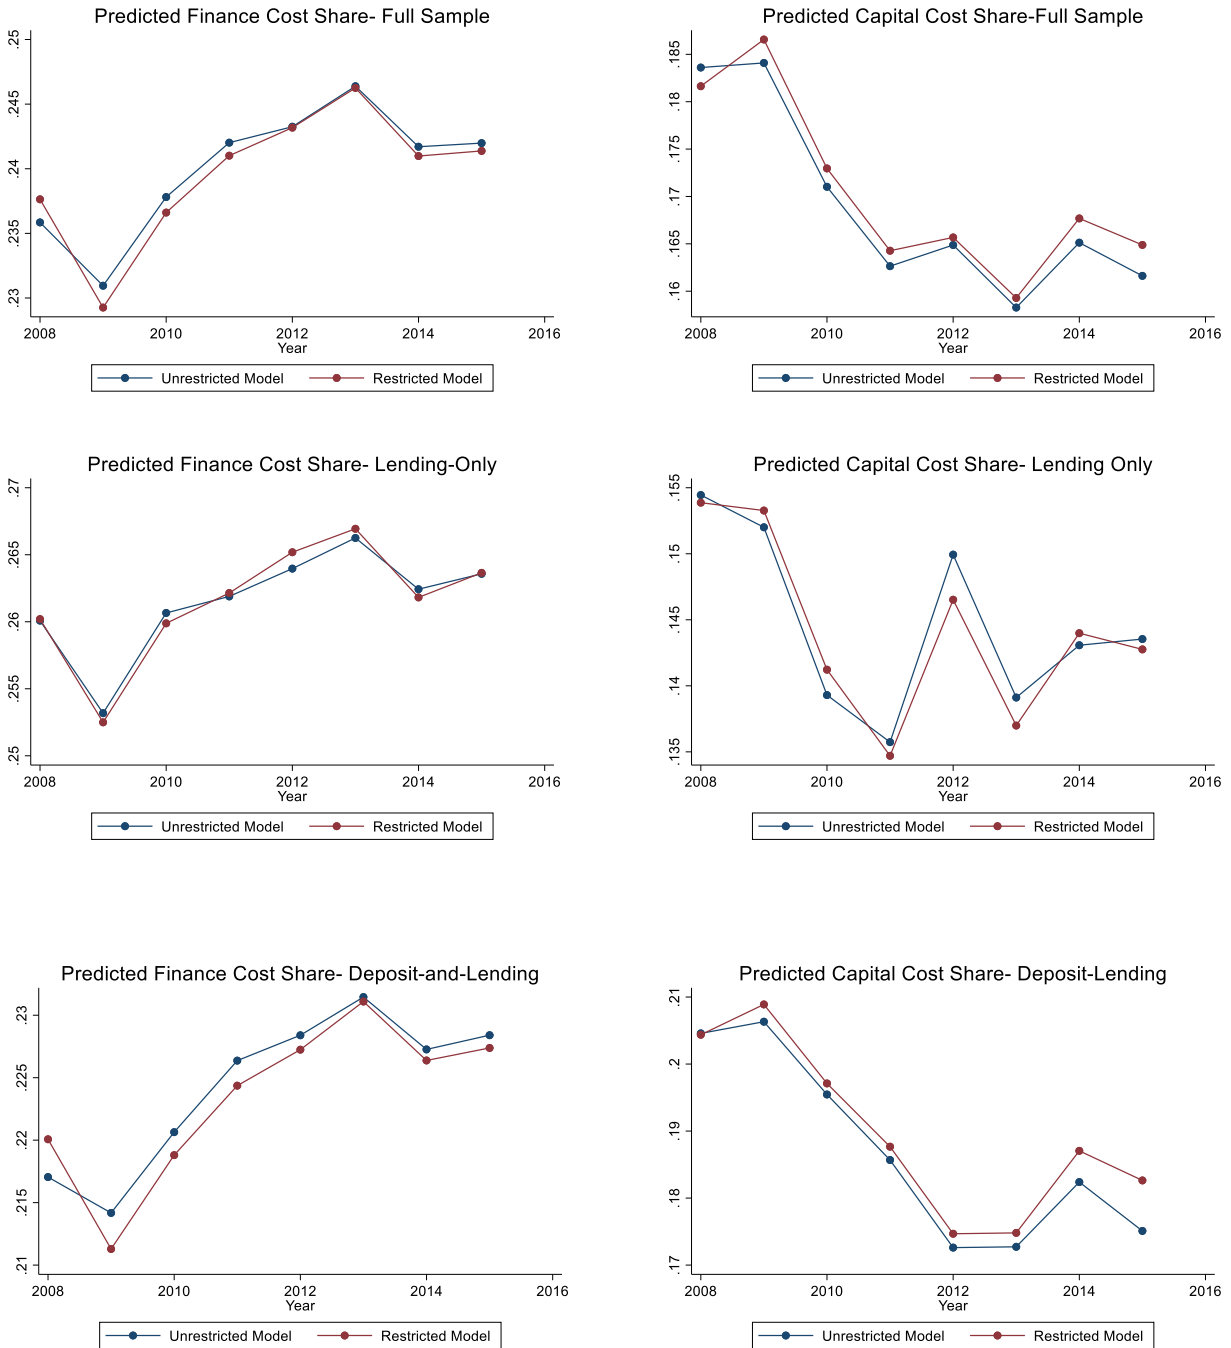 Predicted Finance Cost Share- Full Sample
.25
.245
.24
.235
.23
2008 2010 2012 2014 2016
Year
Unrestricted Model Restricted Model
Predicted Capital Cost Share-Full Sample
.185
.18
.175
.17
.165
.16
2008 2010 2012 2014 2016
Year
Unrestricted Model Restricted Model
Predicted Finance Cost Share- Lending-Only
.27
.265
.26
.255
.25
2008 2010 2012 2014 2016
Year
Unrestricted Model Restricted Model
Predicted Capital Cost Share- Lending Only
.155
.15
.145
.14
.135
2008 2010 2012 2014 2016
Year
Unrestricted Model Restricted Model
Predicted Finance Cost Share- Deposit-and-Lending
.23
.225
.22
.215
.21
2008 2010 2012 2014 2016
Year
Unrestricted Model Restricted Model
Predicted Capital Cost Share- Deposit-Lending
.21
.2
.19
.18
.17
2008 2010 2012 2014 2016
Year
Unrestricted Model Restricted Model